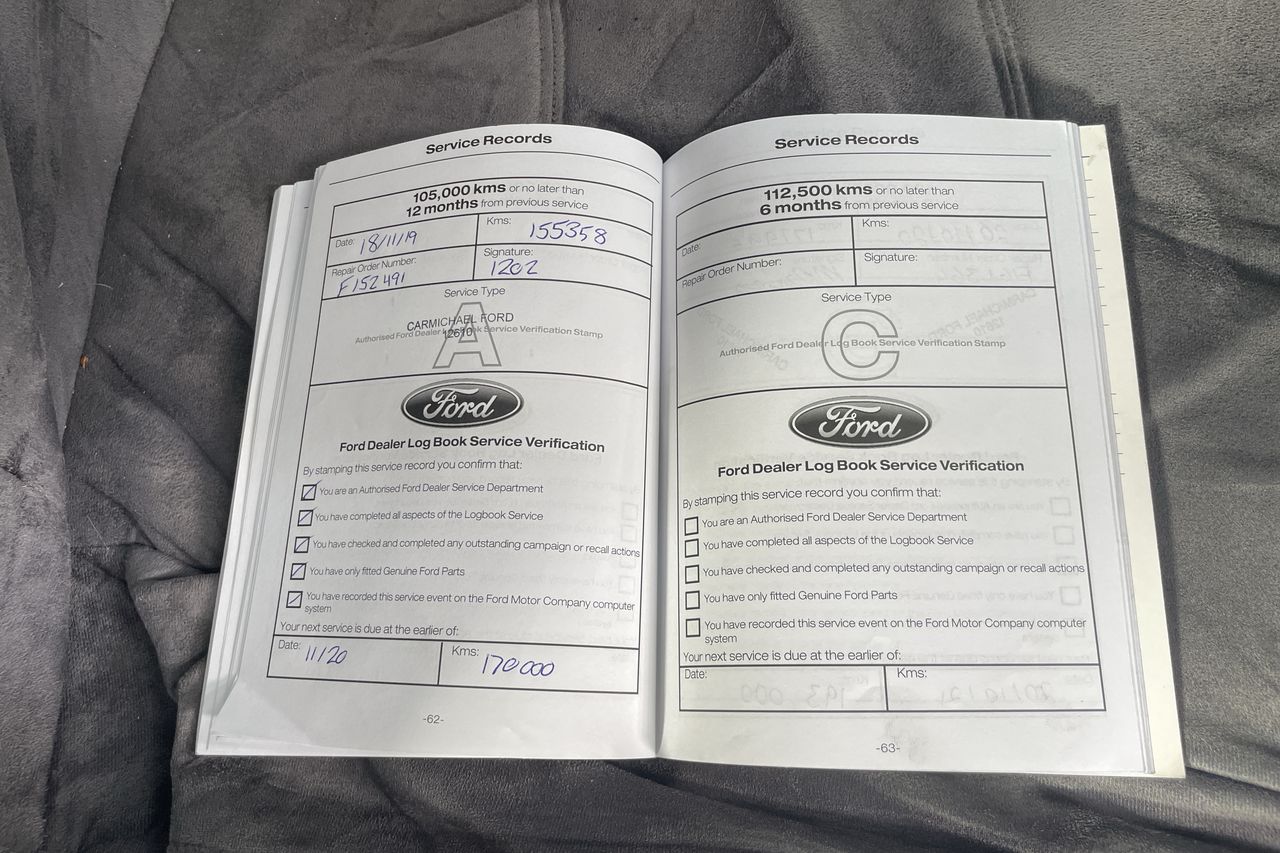 Service Records
105,000 kms or no later than
12 months from previous service
Date: 18/11/19
Kms: 155358
Repair Order Number: F152491
Signature: 1202
Service Type
A
CARMICHAEL FORD
12610
Authorised Ford Dealer Log Book Service Verification Stamp
Ford
Ford Dealer Log Book Service Verification
By stamping this service record you confirm that:
You are an Authorised Ford Dealer Service Department
You have completed all aspects of the Logbook Service
You have checked and completed any outstanding campaign or recall actions
You have only fitted Genuine Ford Parts
You have recorded this service event on the Ford Motor Company computer
system
Your next service is due at the earlier of:
Date: 11/20
Kms: 170000
-62-
Service Records
112,500 kms or no later than
6 months from previous service
Date:
Kms:
Repair Order Number:
Signature:
Service Type
C
Authorised Ford Dealer Log Book Service Verification Stamp
Ford
Ford Dealer Log Book Service Verification
By stamping this service record you confirm that:
You are an Authorised Ford Dealer Service Department
You have completed all aspects of the Logbook Service
You have checked and completed any outstanding campaign or recall actions
You have only fitted Genuine Ford Parts
You have recorded this service event on the Ford Motor Company computer
system
Your next service is due at the earlier of:
Date:
Kms:
-63-